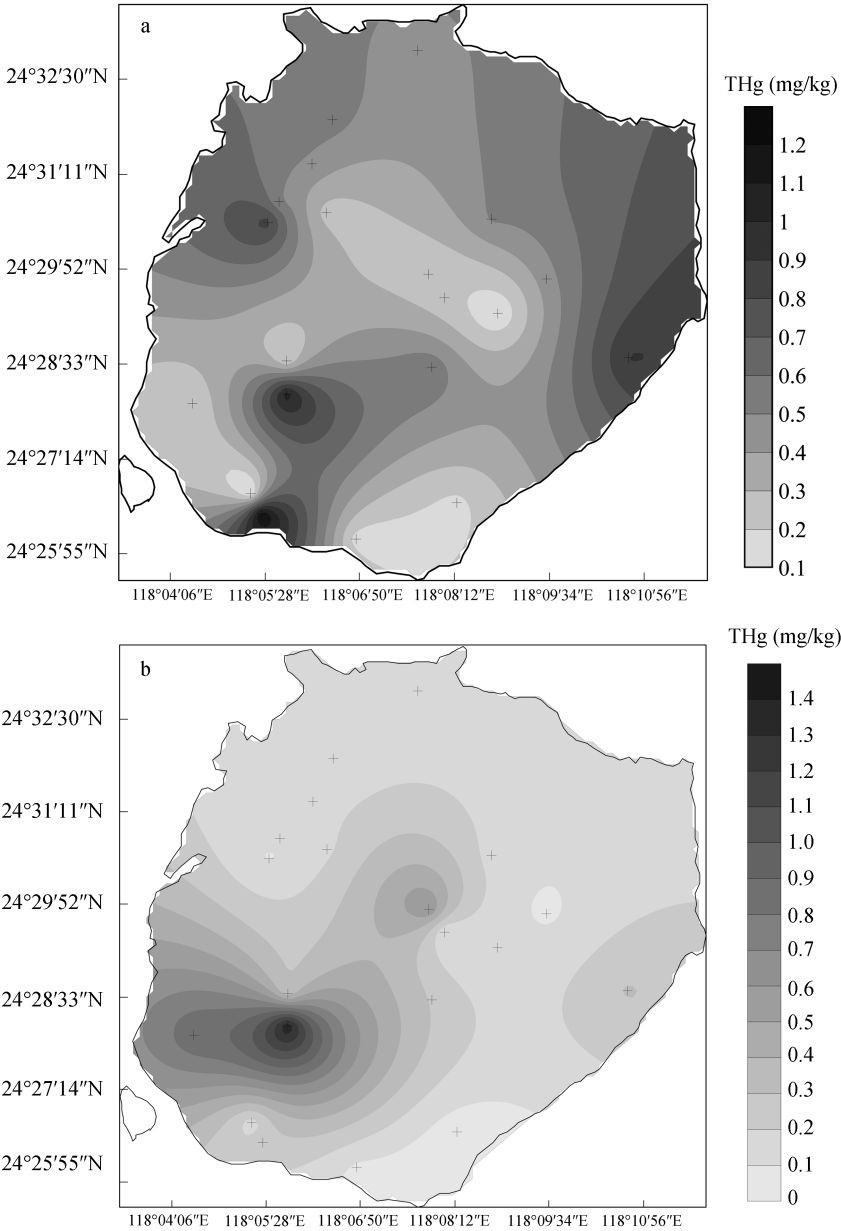 a
THg (mg/kg)
24°32′30″N
24°31′11″N
24°29′52″N
24°28′33″N
24°27′14″N
24°25′55″N
1.2
1.1
1
0.9
0.8
0.7
0.6
0.5
0.4
0.3
0.2
0.1
118°04′06″E 118°05′28″E 118°06′50″E 118°08′12″E 118°09′34″E 118°10′56″E
b
THg (mg/kg)
24°32′30″N
24°31′11″N
24°29′52″N
24°28′33″N
24°27′14″N
24°25′55″N
1.4
1.3
1.2
1.1
1.0
0.9
0.8
0.7
0.6
0.5
0.4
0.3
0.2
0.1
0
118°04′06″E 118°05′28″E 118°06′50″E 118°08′12″E 118°09′34″E 118°10′56″E